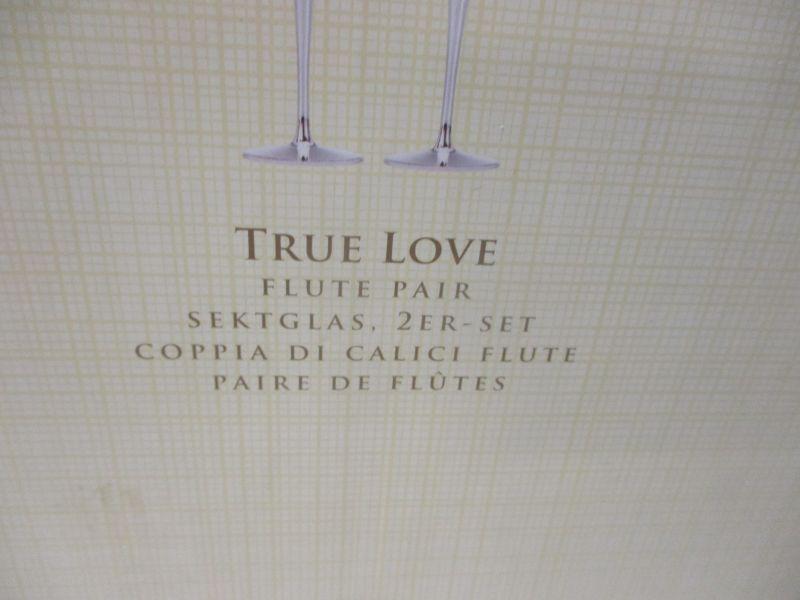 TRUE LOVE
FLUTE PAIR
SEKTGLAS, 2ER-SET
COPPIA DI CALICI FLUTE
PAIRE DE FLÛTES